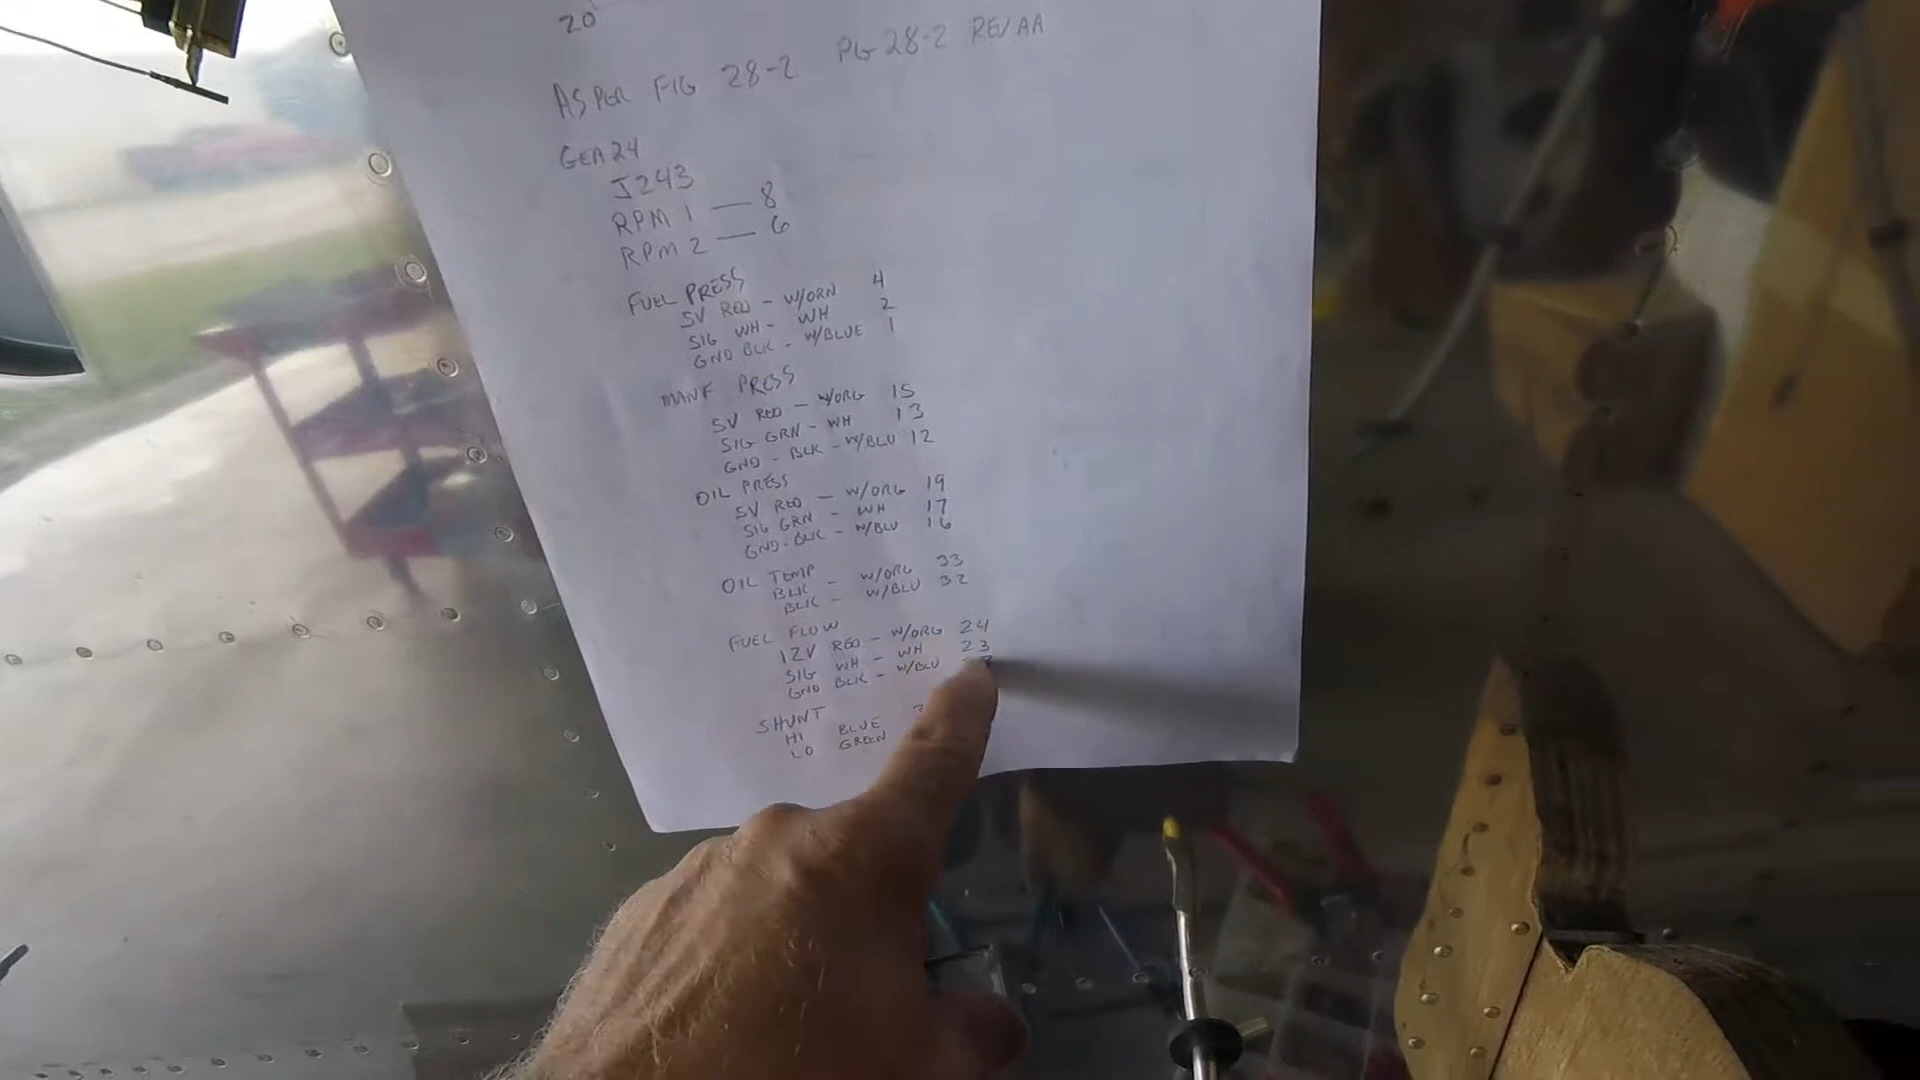 20
AS PER FIG 28-2 PG 28-2 REV AA
GEA 24
J243
RPM 1 — 8
RPM 2 — 6
FUEL PRESS
5V RED - W/ORN 4
SIG WH - WH 2
GND BLK - W/BLUE 1
MANF PRESS
5V RED - W/ORG 15
SIG GRN - WH 13
GND - BLK - W/BLU 12
OIL PRESS
5V RED - W/ORG 19
SIG GRN - WH 17
GND - BLK - W/BLU 16
OIL TEMP
BLK - W/ORG 33
BLK - W/BLU 32
FUEL FLOW
12V RED - W/ORG 24
SIG WH - WH 23
GND BLK - W/BLU
SHUNT
HI BLUE
LO GREEN